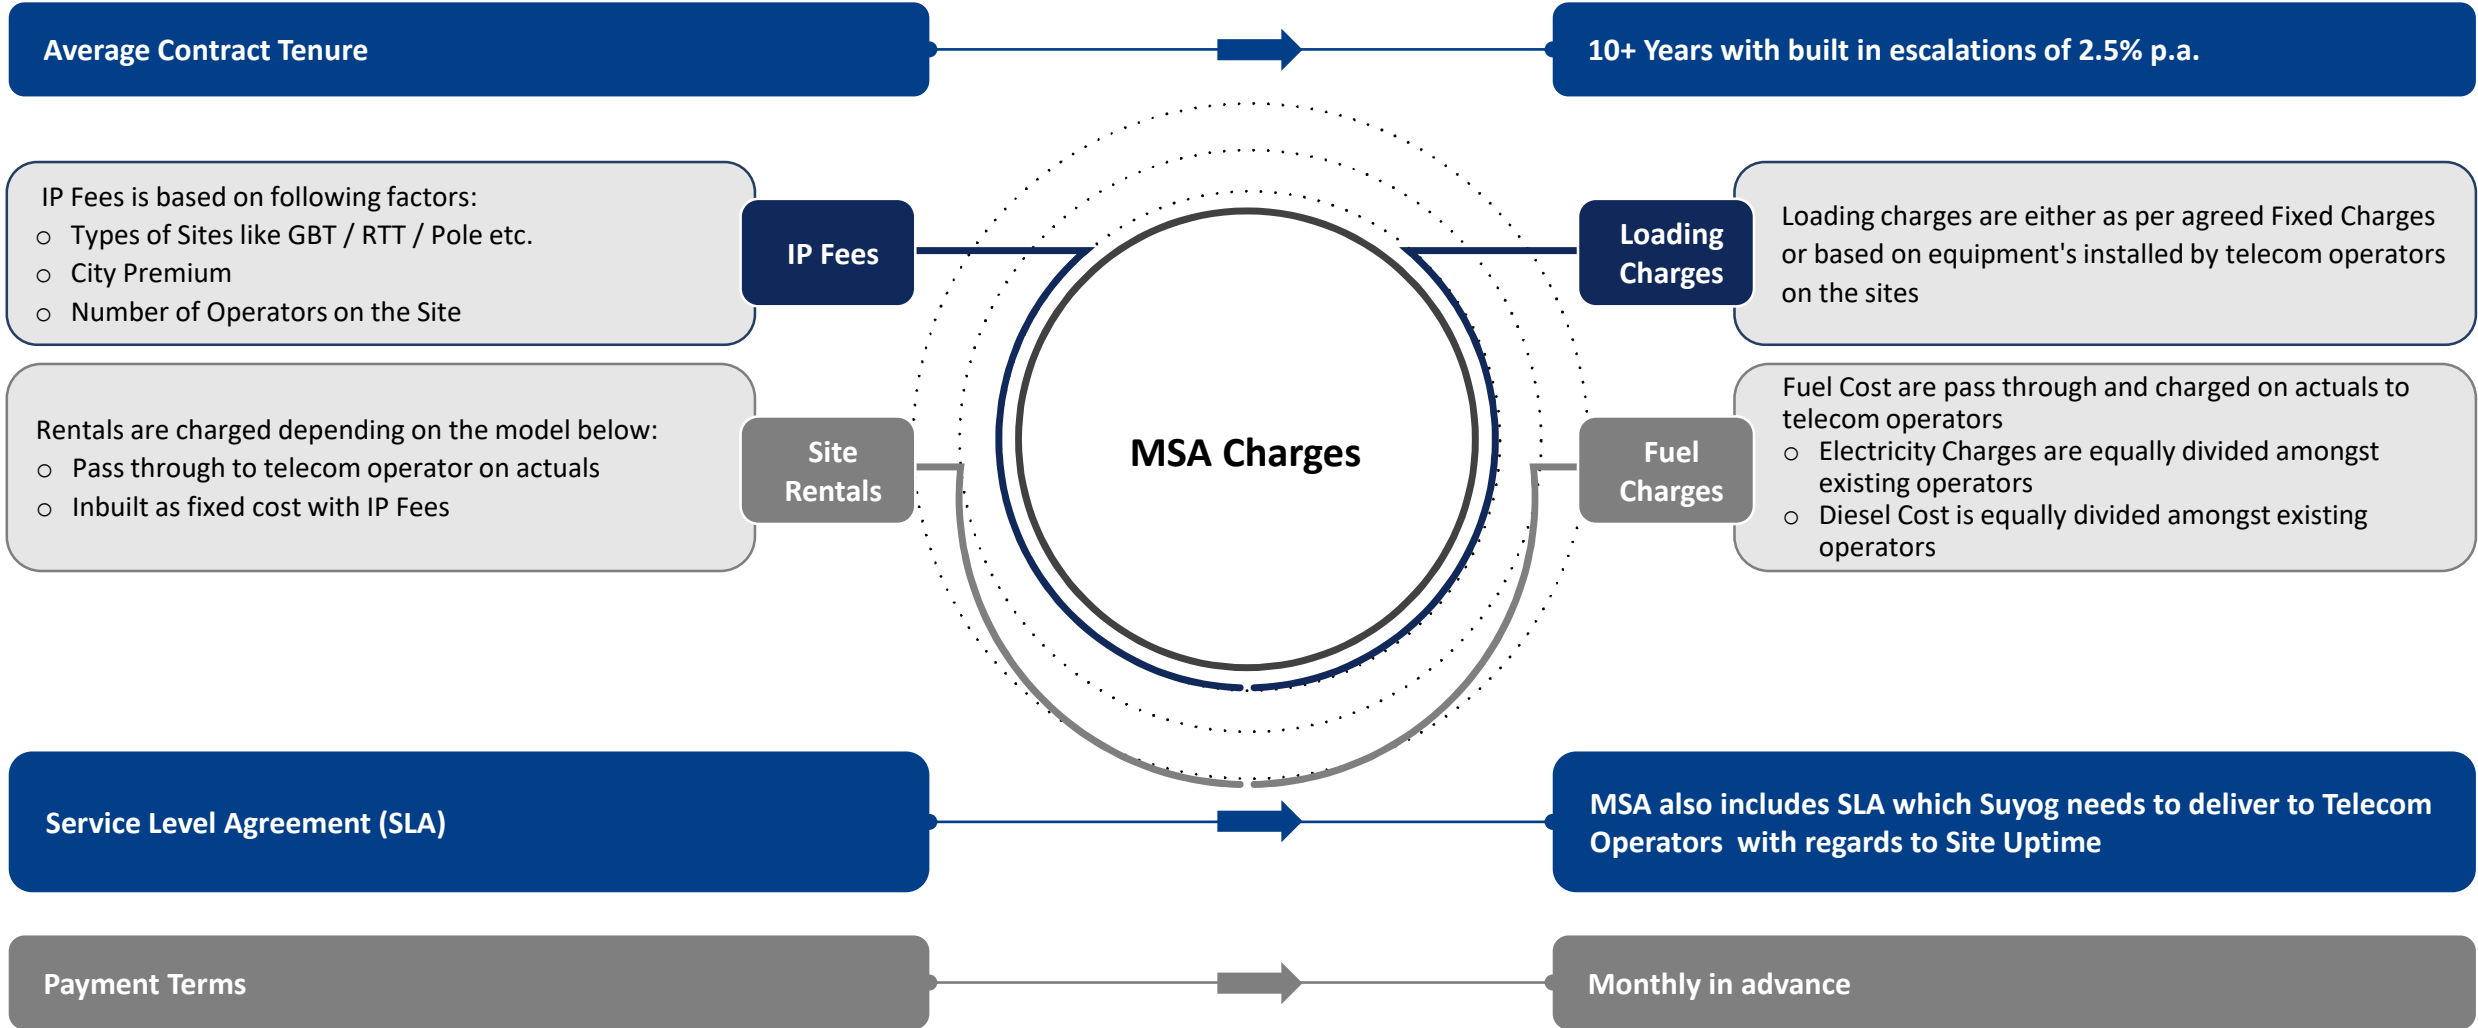 Average Contract Tenure
10+ Years with built in escalations of 2.5% p.a.
IP Fees is based on following factors:
o Types of Sites like GBT / RTT / Pole etc.
o City Premium
o Number of Operators on the Site
IP Fees
Loading
Charges
Loading charges are either as per agreed Fixed Charges
or based on equipment's installed by telecom operators
on the sites
Rentals are charged depending on the model below:
o Pass through to telecom operator on actuals
o Inbuilt as fixed cost with IP Fees
Site
Rentals
MSA Charges
Fuel
Charges
Fuel Cost are pass through and charged on actuals to
telecom operators
o Electricity Charges are equally divided amongst
existing operators
o Diesel Cost is equally divided amongst existing
operators
Service Level Agreement (SLA)
MSA also includes SLA which Suyog needs to deliver to Telecom
Operators with regards to Site Uptime
Payment Terms
Monthly in advance